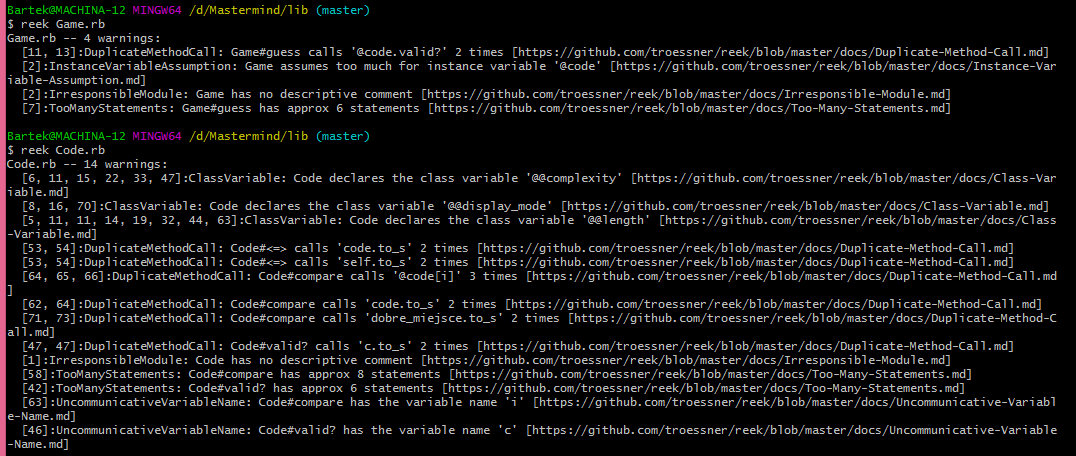 Bartek@MACHINA-12 MINGW64 /d/Mastermind/lib (master)
$ reek Game.rb
Game.rb -- 4 warnings:
  [11, 13]:DuplicateMethodCall: Game#guess calls '@code.valid?' 2 times [https://github.com/troessner/reek/blob/master/docs/Duplicate-Method-Call.md]
  [2]:InstanceVariableAssumption: Game assumes too much for instance variable '@code' [https://github.com/troessner/reek/blob/master/docs/Instance-Var
iable-Assumption.md]
  [2]:IrresponsibleModule: Game has no descriptive comment [https://github.com/troessner/reek/blob/master/docs/Irresponsible-Module.md]
  [7]:TooManyStatements: Game#guess has approx 6 statements [https://github.com/troessner/reek/blob/master/docs/Too-Many-Statements.md]
Bartek@MACHINA-12 MINGW64 /d/Mastermind/lib (master)
$ reek Code.rb
Code.rb -- 14 warnings:
  [6, 11, 15, 22, 33, 47]:ClassVariable: Code declares the class variable '@@complexity' [https://github.com/troessner/reek/blob/master/docs/Class-Var
iable.md]
  [8, 16, 70]:ClassVariable: Code declares the class variable '@@display_mode' [https://github.com/troessner/reek/blob/master/docs/Class-Variable.md]
  [5, 11, 11, 14, 19, 32, 44, 63]:ClassVariable: Code declares the class variable '@@length' [https://github.com/troessner/reek/blob/master/docs/Class
-Variable.md]
  [53, 54]:DuplicateMethodCall: Code#<=> calls 'code.to_s' 2 times [https://github.com/troessner/reek/blob/master/docs/Duplicate-Method-Call.md]
  [53, 54]:DuplicateMethodCall: Code#<=> calls 'self.to_s' 2 times [https://github.com/troessner/reek/blob/master/docs/Duplicate-Method-Call.md]
  [64, 65, 66]:DuplicateMethodCall: Code#compare calls '@code[i]' 3 times [https://github.com/troessner/reek/blob/master/docs/Duplicate-Method-Call.md
]
  [62, 64]:DuplicateMethodCall: Code#compare calls 'code.to_s' 2 times [https://github.com/troessner/reek/blob/master/docs/Duplicate-Method-Call.md]
  [71, 73]:DuplicateMethodCall: Code#compare calls 'dobre_miejsce.to_s' 2 times [https://github.com/troessner/reek/blob/master/docs/Duplicate-Method-C
all.md]
  [47, 47]:DuplicateMethodCall: Code#valid? calls 'c.to_s' 2 times [https://github.com/troessner/reek/blob/master/docs/Duplicate-Method-Call.md]
  [1]:IrresponsibleModule: Code has no descriptive comment [https://github.com/troessner/reek/blob/master/docs/Irresponsible-Module.md]
  [58]:TooManyStatements: Code#compare has approx 8 statements [https://github.com/troessner/reek/blob/master/docs/Too-Many-Statements.md]
  [42]:TooManyStatements: Code#valid? has approx 6 statements [https://github.com/troessner/reek/blob/master/docs/Too-Many-Statements.md]
  [63]:UncommunicativeVariableName: Code#compare has the variable name 'i' [https://github.com/troessner/reek/blob/master/docs/Uncommunicative-Variabl
e-Name.md]
  [46]:UncommunicativeVariableName: Code#valid? has the variable name 'c' [https://github.com/troessner/reek/blob/master/docs/Uncommunicative-Variable
-Name.md]